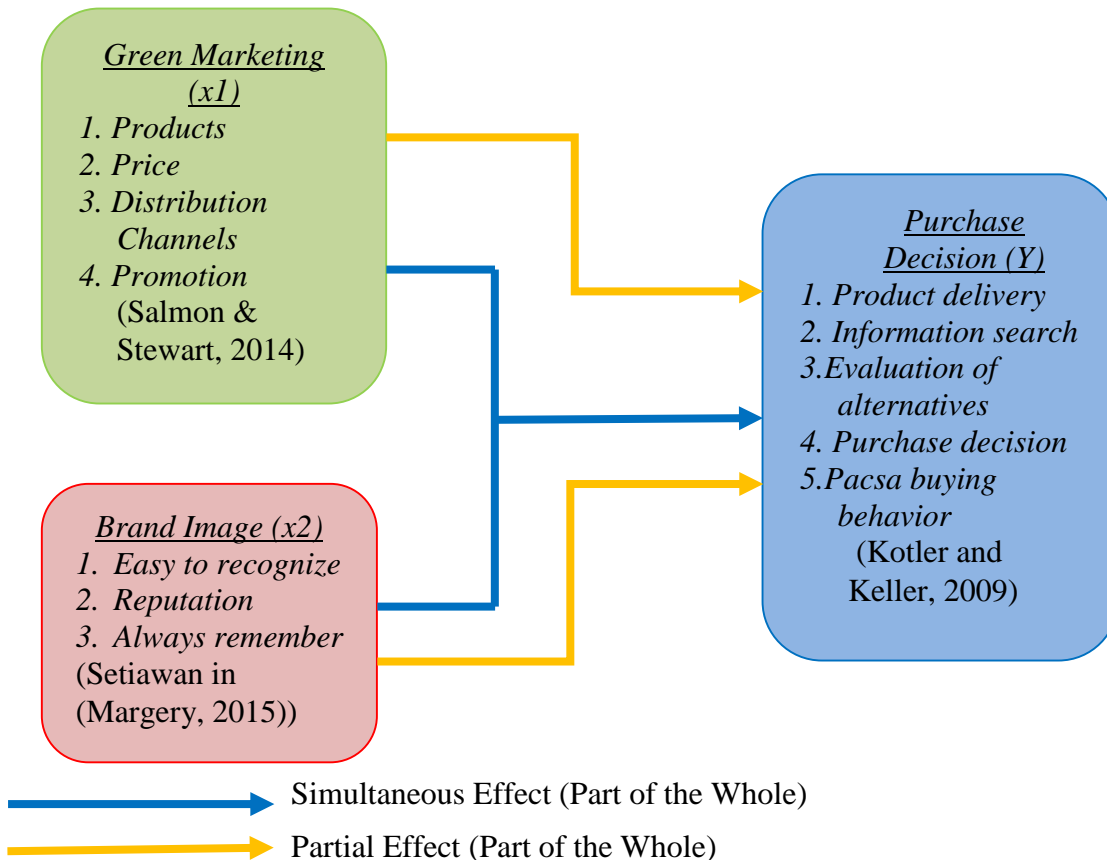 Green Marketing
(x1)
1. Products
2. Price
3. Distribution
Channels
4. Promotion
(Salmon &
Stewart, 2014)
Purchase
Decision (Y)
1. Product delivery
2. Information search
3.Evaluation of
alternatives
4. Purchase decision
5.Pacsa buying
behavior
(Kotler and
Keller, 2009)
Brand Image (x2)
1. Easy to recognize
2. Reputation
3. Always remember
(Setiawan in
(Margery, 2015))
Simultaneous Effect (Part of the Whole)
Partial Effect (Part of the Whole)